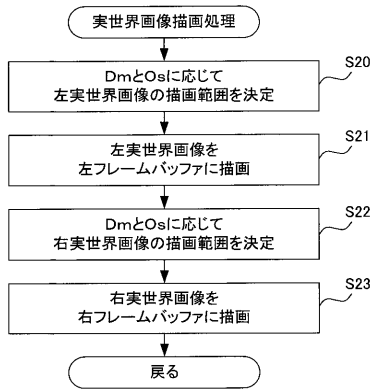 実世界画像描画処理
S20
DmとOsに応じて
左実世界画像の描画範囲を決定
S21
左実世界画像を
左フレームバッファに描画
S22
DmとOsに応じて
右実世界画像の描画範囲を決定
S23
右実世界画像を
右フレームバッファに描画
戻る